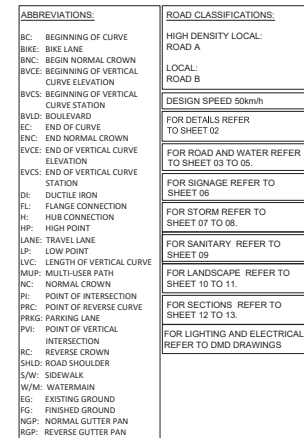 ABBREVIATIONS:
BC: BEGINNING OF CURVE
BIKE: BIKE LANE
BNC: BEGIN NORMAL CROWN
BVCE: BEGINNING OF VERTICAL
CURVE ELEVATION
BVCS: BEGINNING OF VERTICAL
CURVE STATION
BVLD: BOULEVARD
EC: END OF CURVE
ENC: END NORMAL CROWN
EVCE: END OF VERTICAL CURVE
ELEVATION
EVCS: END OF VERTICAL CURVE
STATION
DI: DUCTILE IRON
FL: FLANGE CONNECTION
H: HUB CONNECTION
HP: HIGH POINT
LANE: TRAVEL LANE
LP: LOW POINT
LVC: LENGTH OF VERTICAL CURVE
MUP: MULTI-USER PATH
NC: NORMAL CROWN
PI: POINT OF INTERSECTION
PRC: POINT OF REVERSE CURVE
PRKG: PARKING LANE
PVI: POINT OF VERTICAL
INTERSECTION
RC: REVERSE CROWN
SHLD: ROAD SHOULDER
S/W: SIDEWALK
W/M: WATERMAIN
EG: EXISTING GROUND
FG: FINISHED GROUND
NGP: NORMAL GUTTER PAN
RGP: REVERSE GUTTER PAN
ROAD CLASSIFICATIONS:
HIGH DENSITY LOCAL:
ROAD A
LOCAL:
ROAD B
DESIGN SPEED 50km/h
FOR DETAILS REFER
TO SHEET 02
FOR ROAD AND WATER REFER
TO SHEET 03 TO 05.
FOR SIGNAGE REFER TO
SHEET 06
FOR STORM REFER TO
SHEET 07 TO 08.
FOR SANITARY REFER TO
SHEET 09
FOR LANDSCAPE REFER TO
SHEET 10 TO 11.
FOR SECTIONS REFER TO
SHEET 12 TO 13.
FOR LIGHTING AND ELECTRICAL
REFER TO DMD DRAWINGS